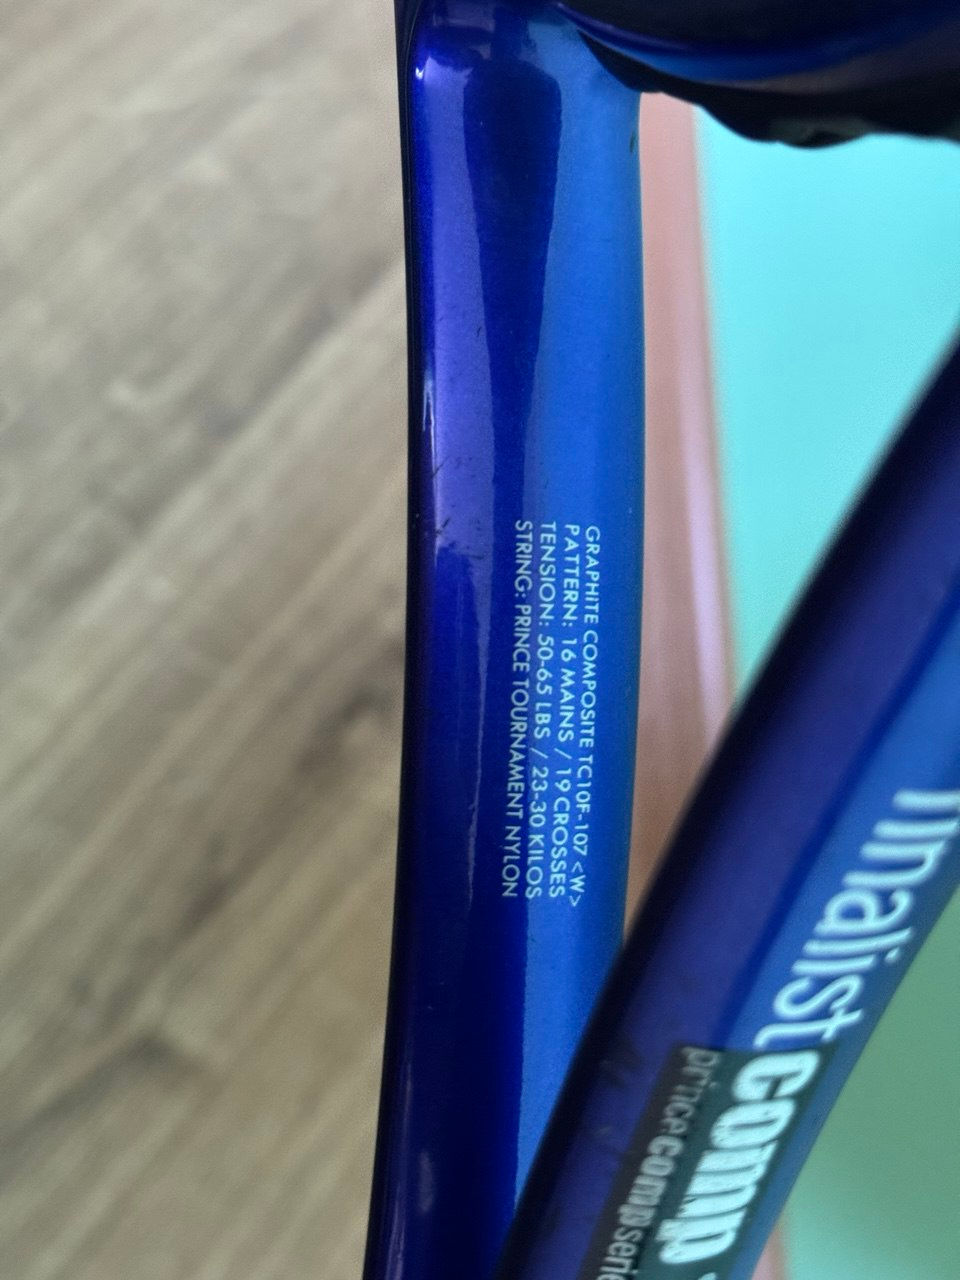 GRAPHITE COMPOSITE TC10F-107 <W>
PATTERN: 16 MAINS / 19 CROSSES
TENSION: 50-65 LBS / 23-30 KILOS
STRING: PRINCE TOURNAMENT NYLON
finalist comp
prince comp serie